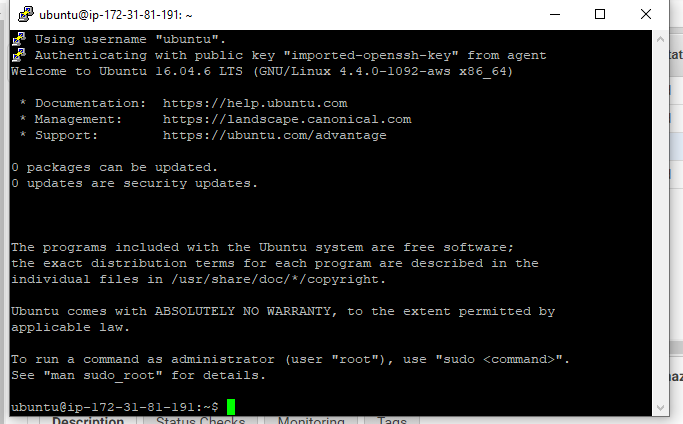 ubuntu@ip-172-31-81-191: ~
Using username "ubuntu".
Authenticating with public key "imported-openssh-key" from agent
Welcome to Ubuntu 16.04.6 LTS (GNU/Linux 4.4.0-1092-aws x86_64)
* Documentation:  https://help.ubuntu.com
* Management:     https://landscape.canonical.com
* Support:        https://ubuntu.com/advantage
0 packages can be updated.
0 updates are security updates.
The programs included with the Ubuntu system are free software;
the exact distribution terms for each program are described in the
individual files in /usr/share/doc/*/copyright.
Ubuntu comes with ABSOLUTELY NO WARRANTY, to the extent permitted by
applicable law.
To run a command as administrator (user "root"), use "sudo <command>".
See "man sudo_root" for details.
ubuntu@ip-172-31-81-191:~$
Description Status Checks Monitoring Tags